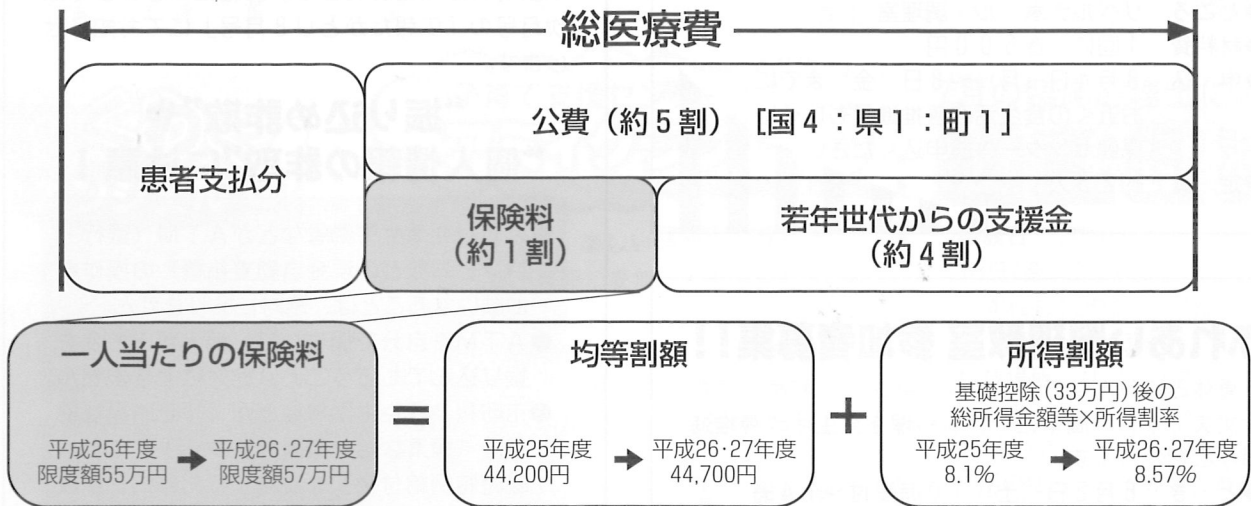 総医療費
患者支払分
公費（約5割）［国4：県1：町1］
保険料
（約1割）
若年世代からの支援金
（約4割）
一人当たりの保険料
平成25年度
限度額55万円
➡
平成26・27年度
限度額57万円
＝
均等割額
平成25年度
44,200円
➡
平成26・27年度
44,700円
＋
所得割額
基礎控除（33万円）後の
総所得金額等×所得割率
平成25年度
8.1%
➡
平成26・27年度
8.57%